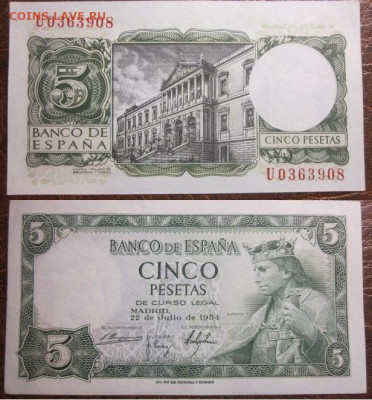 COINS.LAVE.RU
U0363908
5
BANCO DE
ESPAÑA
CINCO PESETAS
U0363908
5 5
BANCO DE ESPAÑA
CINCO
PESETAS
DE CURSO LEGAL
MADRID,
22 de Julio de 1954
5 5